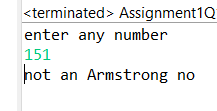 <terminated> Assignment1Q
enter any number
151
not an Armstrong no